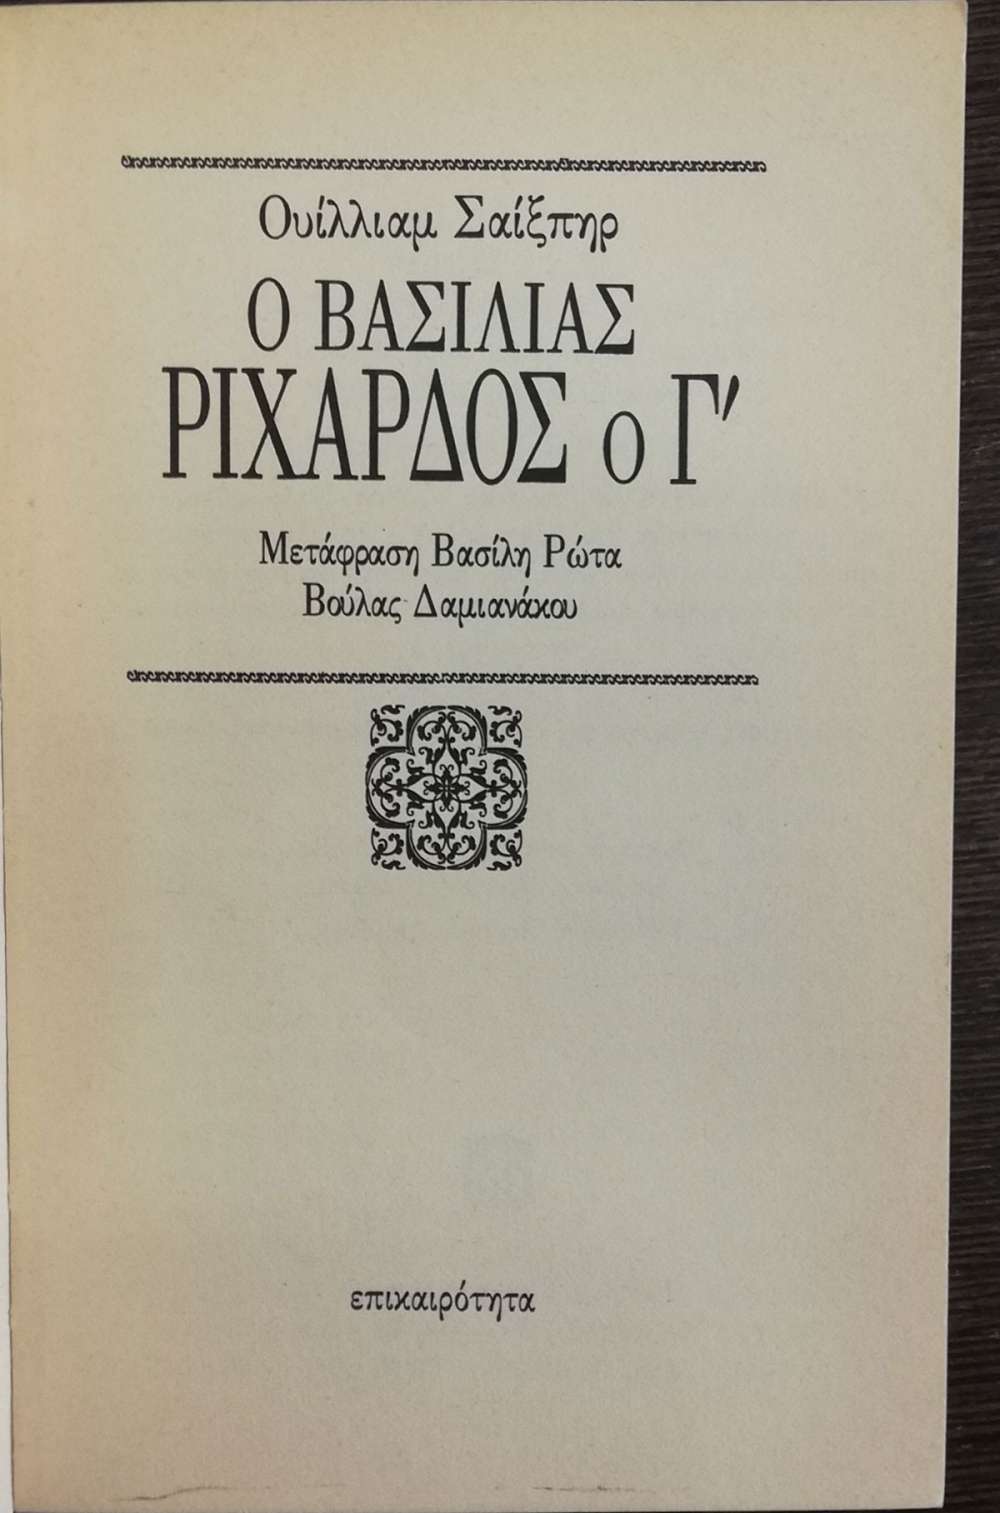 Ουίλλιαμ Σαίξπηρ
Ο ΒΑΣΙΛΙΑΣ
ΡΙΧΑΡΔΟΣ ο Γ'
Μετάφραση Βασίλη Ρώτα
Βούλας Δαμιανάκου
επικαιρότητα